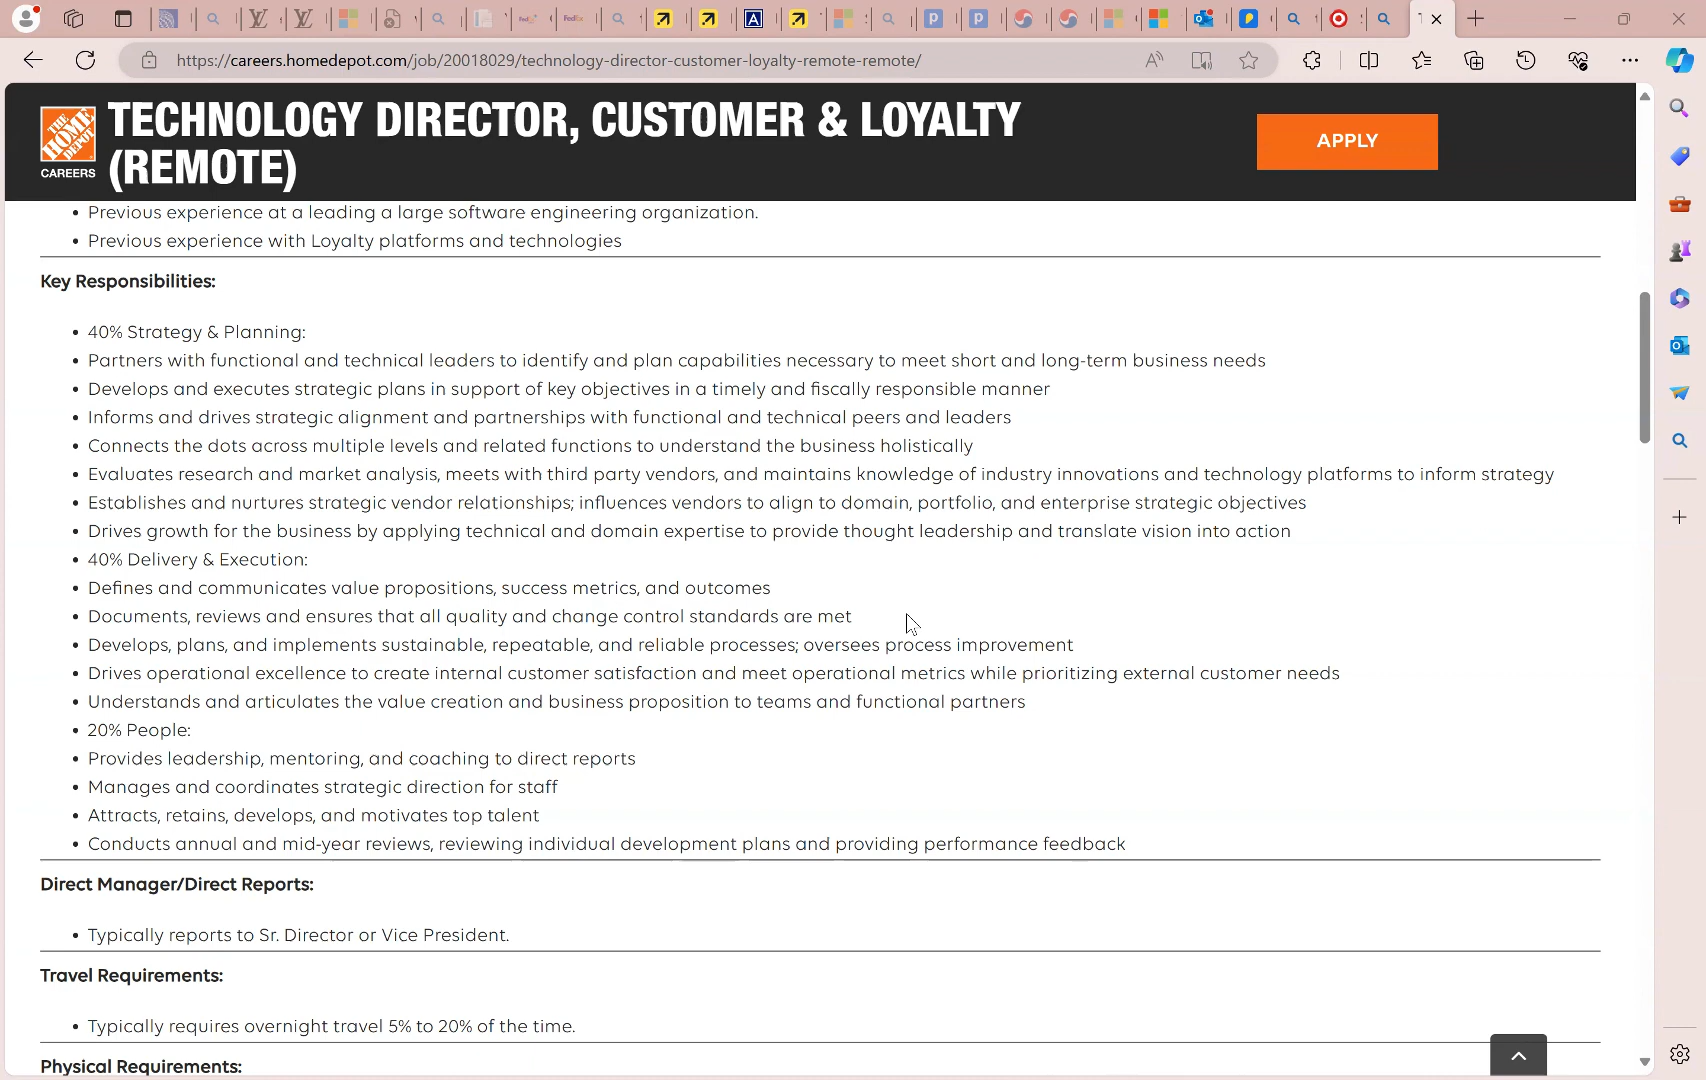 https://careers.homedepot.com/job/20018029/technology-director-customer-loyalty-remote-remote/
THE HOME DEPOT
CAREERS
TECHNOLOGY DIRECTOR, CUSTOMER & LOYALTY
(REMOTE)
APPLY
• Previous experience at a leading a large software engineering organization.
• Previous experience with Loyalty platforms and technologies
Key Responsibilities:
• 40% Strategy & Planning:
• Partners with functional and technical leaders to identify and plan capabilities necessary to meet short and long-term business needs
• Develops and executes strategic plans in support of key objectives in a timely and fiscally responsible manner
• Informs and drives strategic alignment and partnerships with functional and technical peers and leaders
• Connects the dots across multiple levels and related functions to understand the business holistically
• Evaluates research and market analysis, meets with third party vendors, and maintains knowledge of industry innovations and technology platforms to inform strategy
• Establishes and nurtures strategic vendor relationships; influences vendors to align to domain, portfolio, and enterprise strategic objectives
• Drives growth for the business by applying technical and domain expertise to provide thought leadership and translate vision into action
• 40% Delivery & Execution:
• Defines and communicates value propositions, success metrics, and outcomes
• Documents, reviews and ensures that all quality and change control standards are met
• Develops, plans, and implements sustainable, repeatable, and reliable processes; oversees process improvement
• Drives operational excellence to create internal customer satisfaction and meet operational metrics while prioritizing external customer needs
• Understands and articulates the value creation and business proposition to teams and functional partners
• 20% People:
• Provides leadership, mentoring, and coaching to direct reports
• Manages and coordinates strategic direction for staff
• Attracts, retains, develops, and motivates top talent
• Conducts annual and mid-year reviews, reviewing individual development plans and providing performance feedback
Direct Manager/Direct Reports:
• Typically reports to Sr. Director or Vice President.
Travel Requirements:
• Typically requires overnight travel 5% to 20% of the time.
Physical Requirements: